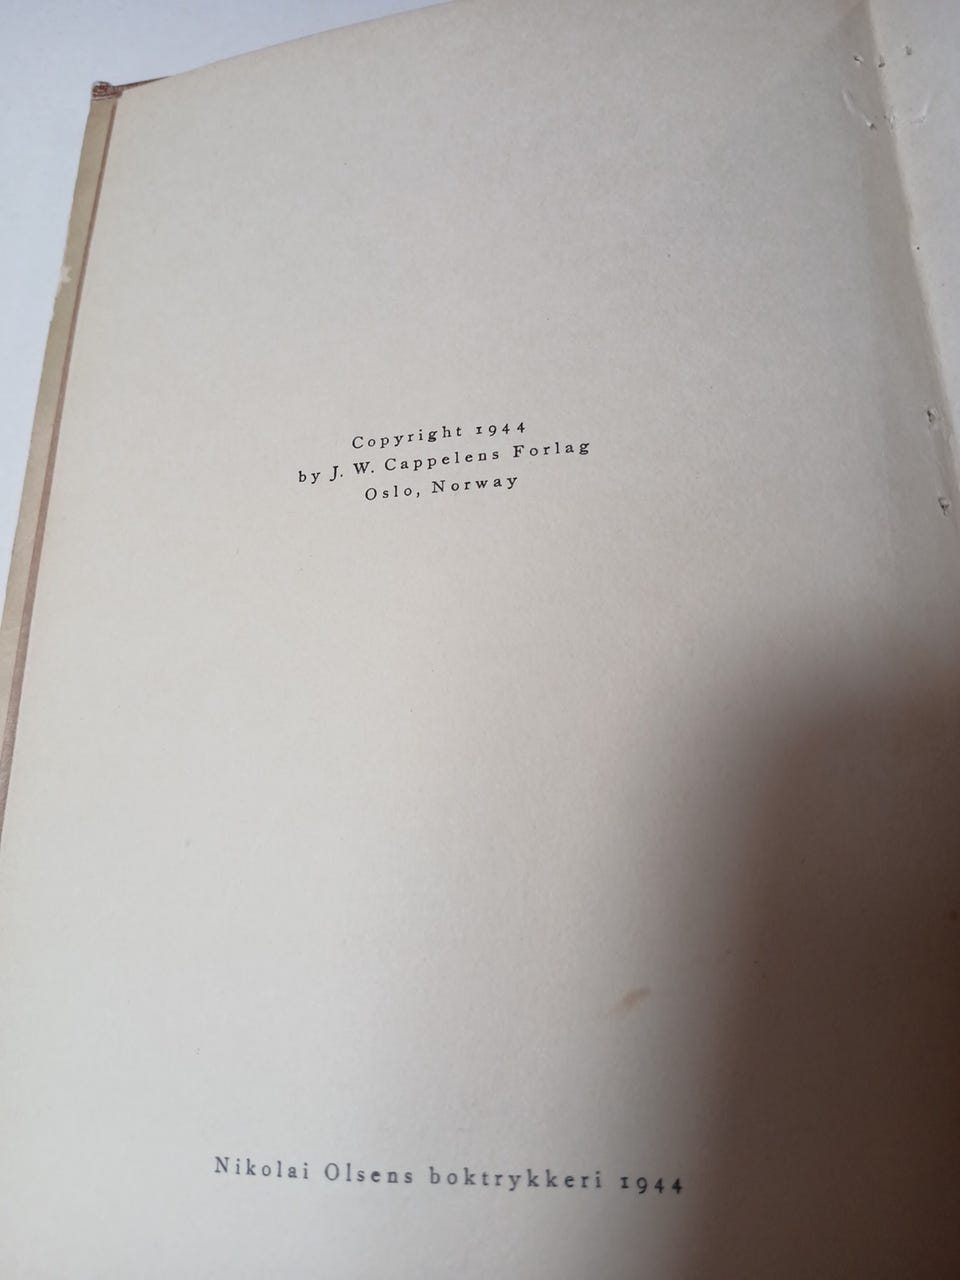 Copyright 1944
by J. W. Cappelens Forlag
Oslo, Norway
Nikolai Olsens boktrykkeri 1944